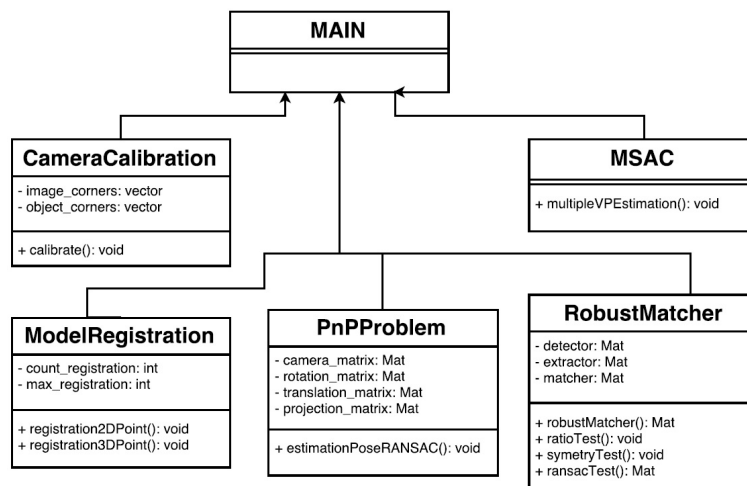 MAIN
CameraCalibration
- image_corners: vector
- object_corners: vector
+ calibrate(): void
MSAC
+ multipleVPEstimation(): void
ModelRegistration
- count_registration: int
- max_registration: int
+ registration2DPoint(): void
+ registration3DPoint(): void
PnPProblem
- camera_matrix: Mat
- rotation_matrix: Mat
- translation_matrix: Mat
- projection_matrix: Mat
+ estimationPoseRANSAC(): void
RobustMatcher
- detector: Mat
- extractor: Mat
- matcher: Mat
+ robustMatcher(): Mat
+ ratioTest(): void
+ symetryTest(): void
+ ransacTest(): Mat